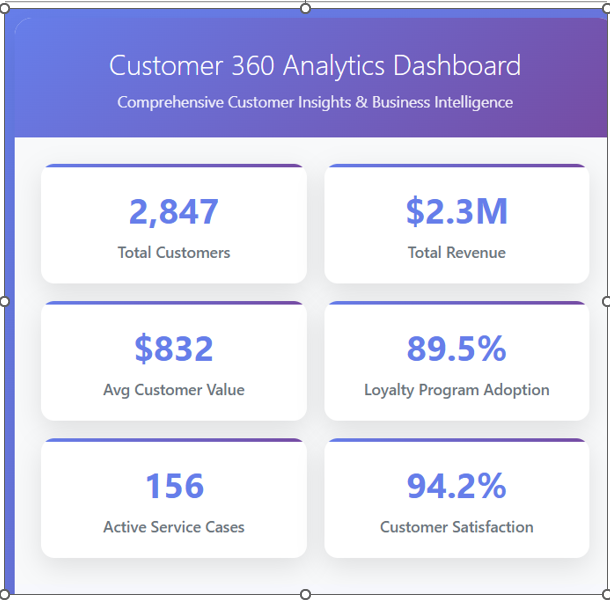 Customer 360 Analytics Dashboard
Comprehensive Customer Insights & Business Intelligence
2,847
Total Customers
$2.3M
Total Revenue
$832
Avg Customer Value
89.5%
Loyalty Program Adoption
156
Active Service Cases
94.2%
Customer Satisfaction